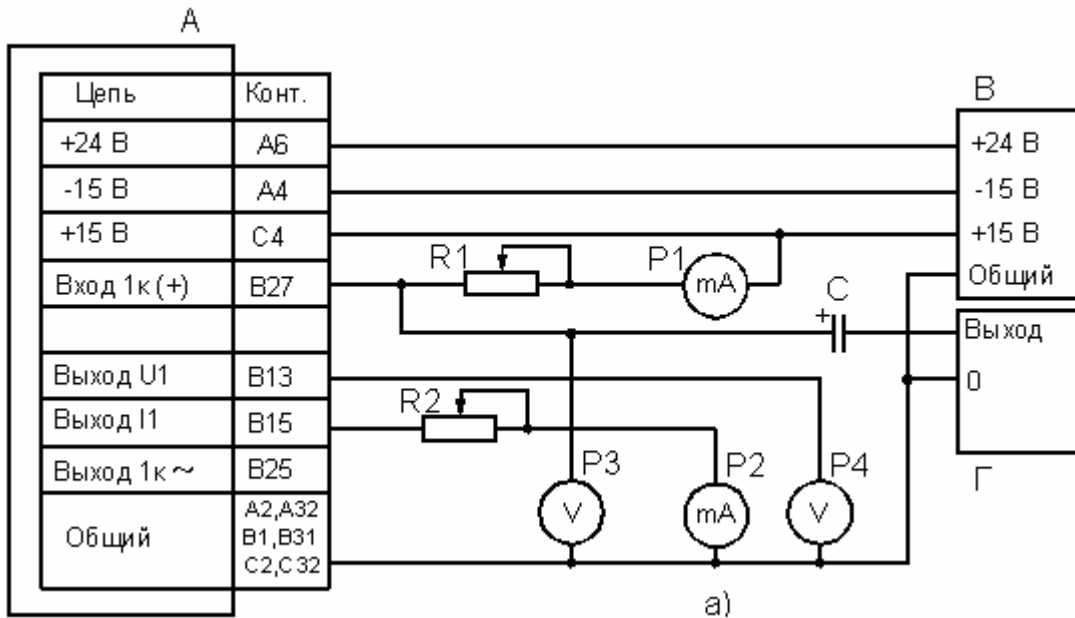 А
Цепь Конт.
+24 В А6
-15 В А4
+15 В С4
Вход 1к (+) В27
Выход U1 В13
Выход I1 В15
Выход 1к ~ В25
Общий
А2,А32
В1,В31
С2,С32
R1
P1
mA
R2
P3
V
P2
mA
P4
V
C
+
В
+24 В
-15 В
+15 В
Общий
Выход
0
Г
а)